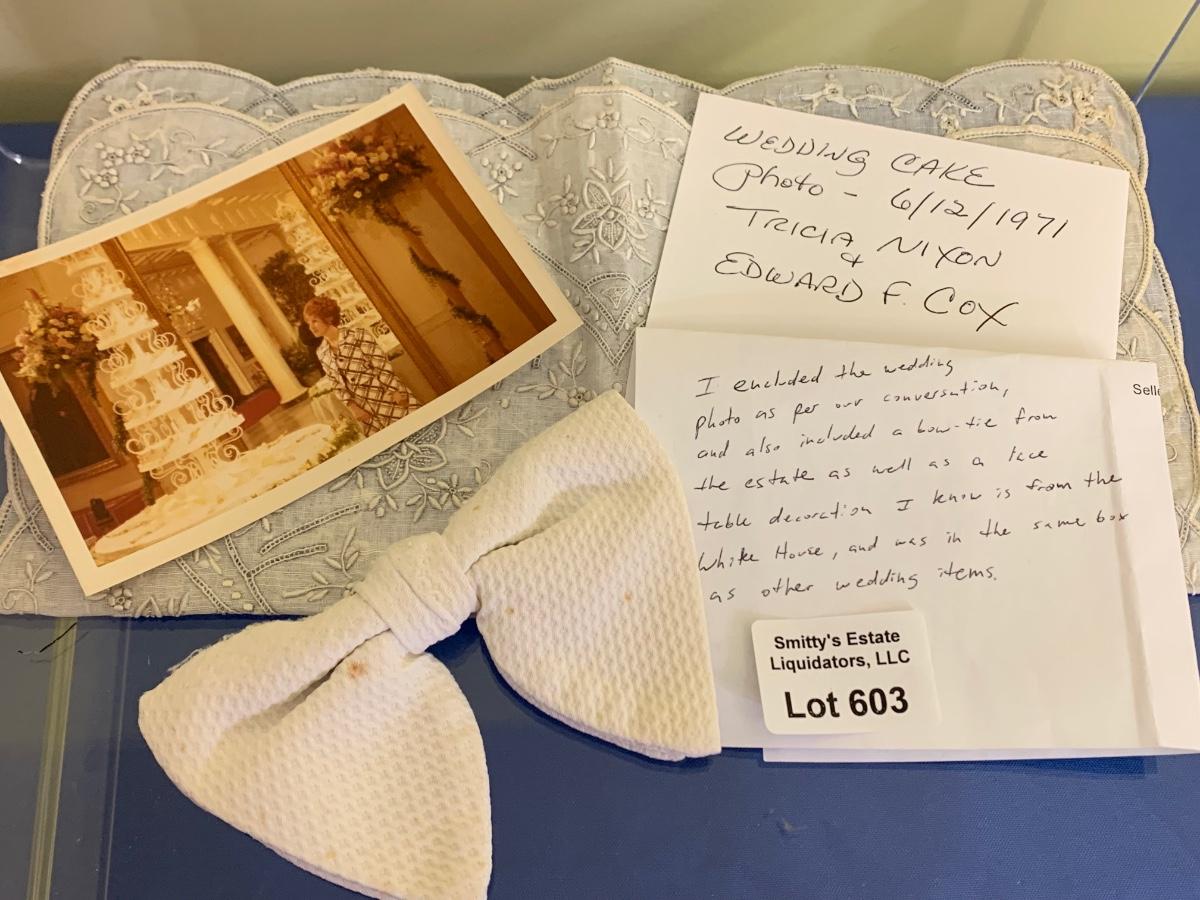 WEDDING CAKE
Photo - 6/12/1971
TRICIA NIXON
&
EDWARD F. COX
I encluded the wedding
photo as per our conversation,
and also included a bow-tie from
the estate as well as a lace
table decoration I know is from the
White House, and was in the same box
as other wedding items.
Selle
Smitty's Estate
Liquidators, LLC
Lot 603